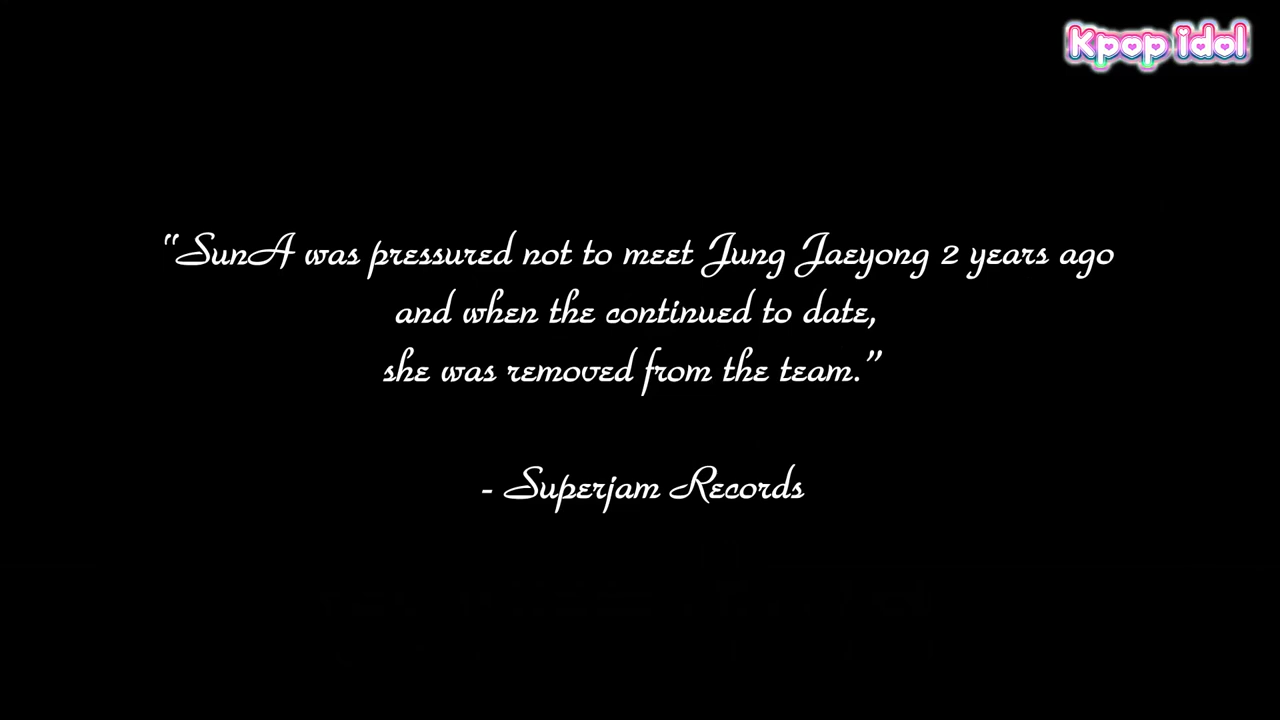 Kpop idol
"SunA was pressured not to meet Jung Jaeyong 2 years ago
and when the continued to date,
she was removed from the team."
- Superjam Records